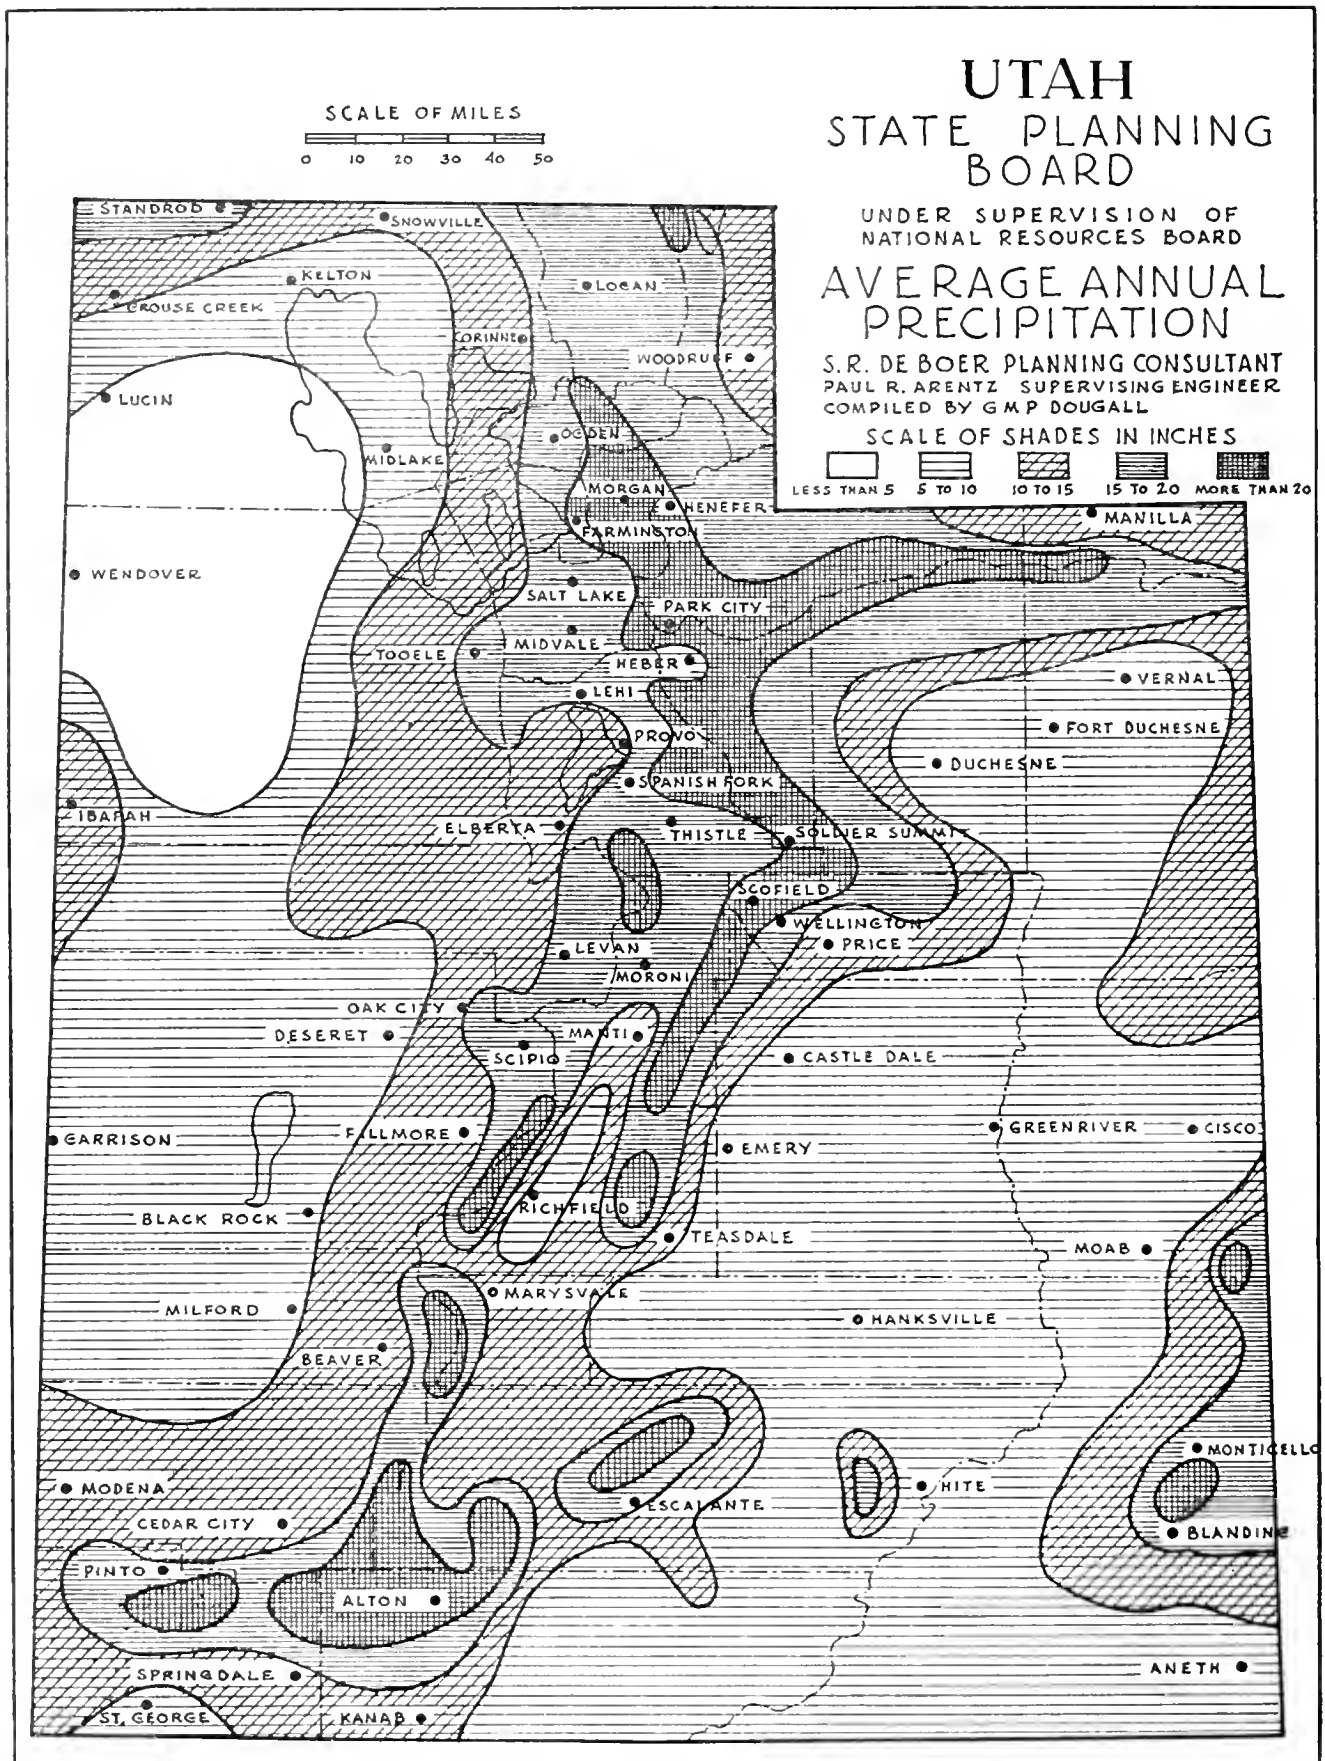 UTAH
STATE PLANNING
BOARD
UNDER SUPERVISION OF
NATIONAL RESOURCES BOARD
AVERAGE ANNUAL
PRECIPITATION
S.R. DE BOER PLANNING CONSULTANT
PAUL R. ARENTZ SUPERVISING ENGINEER
COMPILED BY G M P DOUGALL
SCALE OF SHADES IN INCHES
LESS THAN 5 5 TO 10 10 TO 15 15 TO 20 MORE THAN 20
SCALE OF MILES
0 10 20 30 40 50
STANDROD
SNOWVILLE
KELTON
LOGAN
GROUSE CREEK
CORINNE
WOODRUFF
LUCIN
OGDEN
MIDLAKE
MORGAN
HENEFER
MANILLA
FARMINGTON
WENDOVER
SALT LAKE
PARK CITY
MIDVALE
TOOELE
HEBER
VERNAL
LEHI
FORT DUCHESNE
PROVO
DUCHESNE
SPANISH FORK
IBAPAH
ELBERTA
THISTLE
SOLDIER SUMMIT
SCOFIELD
WELLINGTON
LEVAN
PRICE
MORONI
OAK CITY
DESERET
MANTI
SCIPIO
CASTLE DALE
GARRISON
FILLMORE
GREENRIVER
CISCO
EMERY
BLACK ROCK
RICHFIELD
TEASDALE
MOAB
MARYSVALE
MILFORD
HANKSVILLE
BEAVER
MONTICELLO
MODENA
HITE
ESCALANTE
CEDAR CITY
BLANDING
PINTO
ALTON
SPRINGDALE
ANETH
ST. GEORGE
KANAB